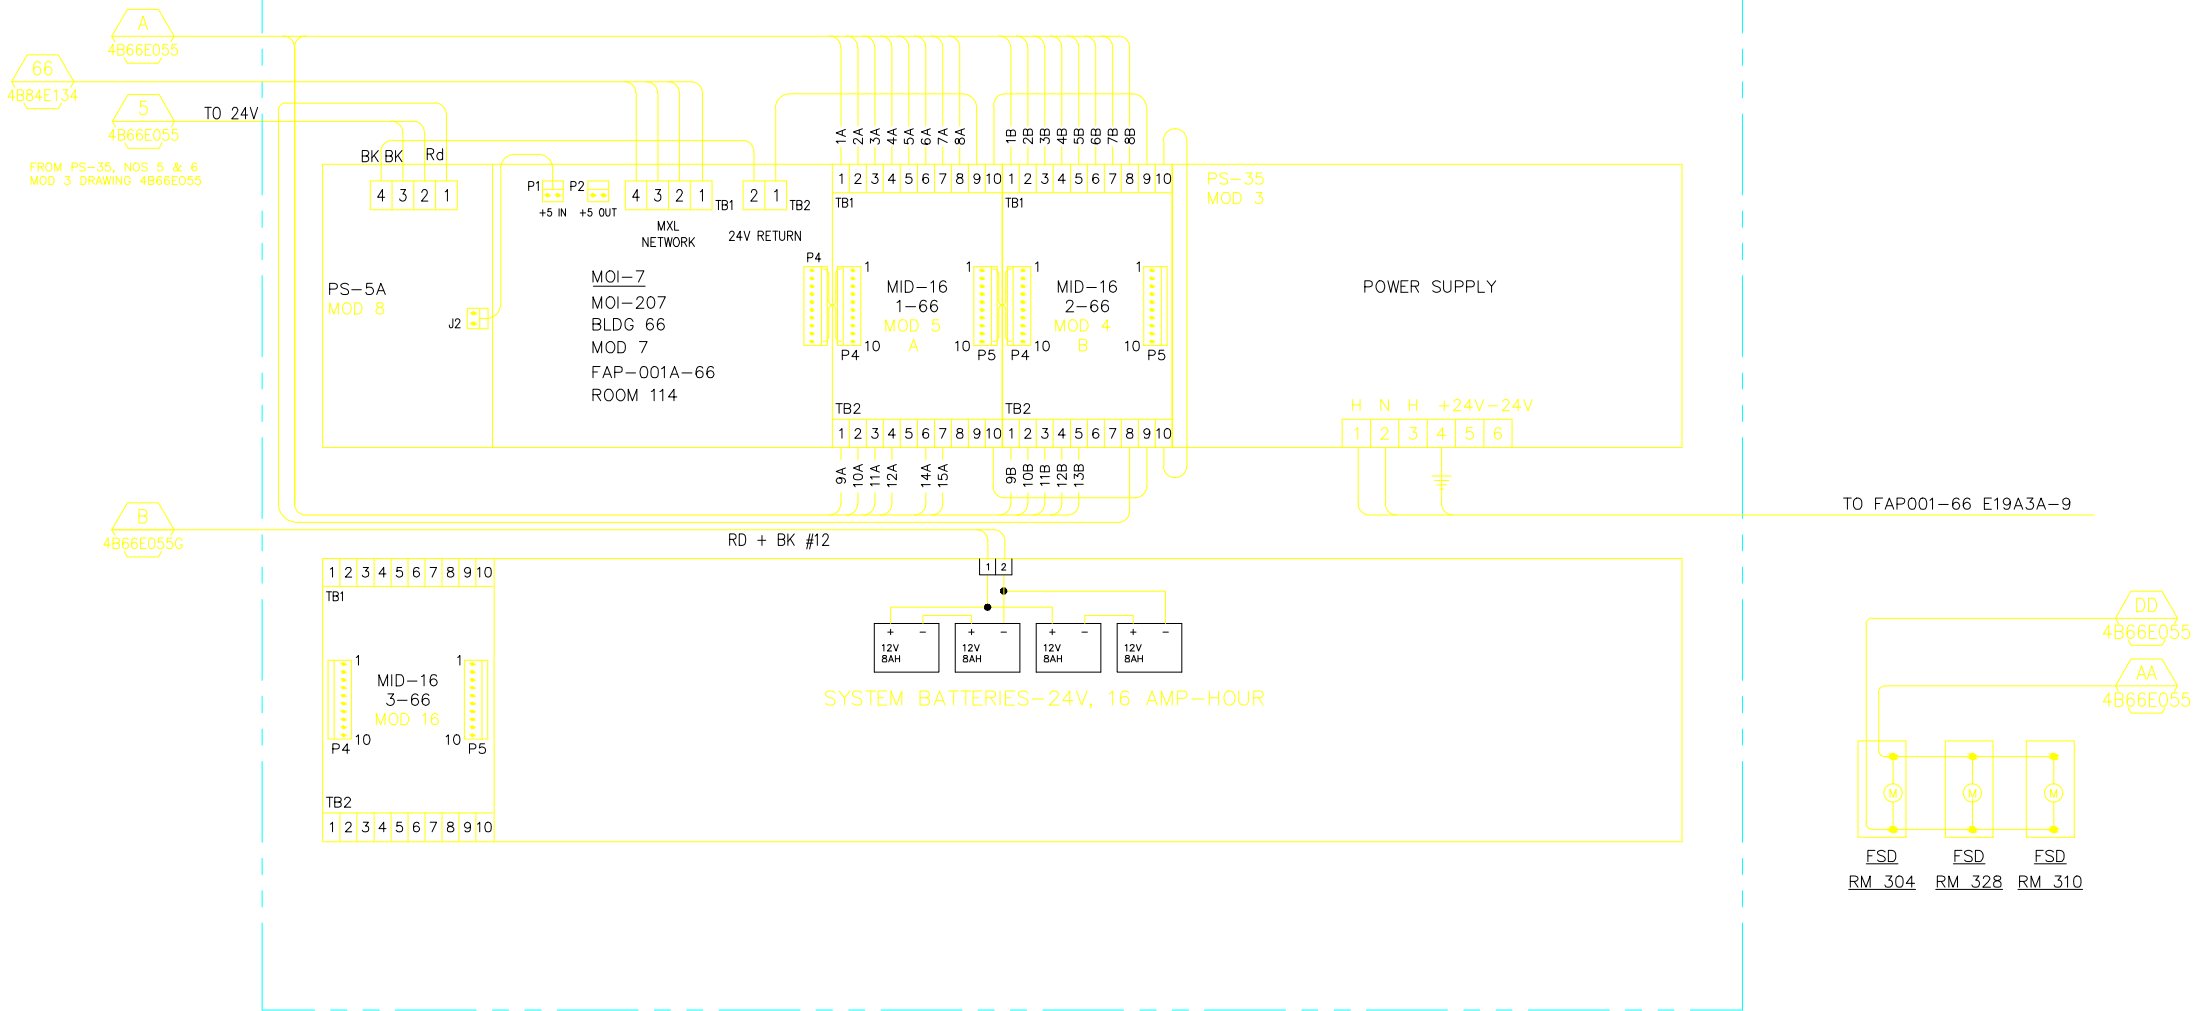 A
4B66E055
66
4B84E134
5
4B66E055
TO 24V
FROM PS-35, NOS 5 & 6
MOD 3 DRAWING 4B66E055
BK BK Rd
4 3 2 1
PS-5A
MOD 8
J2
P1 P2
+5 IN +5 OUT
4 3 2 1 TB1
MXL
NETWORK
2 1 TB2
24V RETURN
MOI-7
MOI-207
BLDG 66
MOD 7
FAP-001A-66
ROOM 114
P4
1A 2A 3A 4A 5A 6A 7A 8A
1 2 3 4 5 6 7 8 9 10
TB1
1 1
MID-16
1-66
MOD 5
A
10 10
P4 P5
TB2
1 2 3 4 5 6 7 8 9 10
9A 10A 11A 12A 14A 15A
1B 2B 3B 4B 5B 6B 7B 8B
1 2 3 4 5 6 7 8 9 10
TB1
1 1
MID-16
2-66
MOD 4
B
10 10
P4 P5
TB2
1 2 3 4 5 6 7 8 9 10
9B 10B 11B 12B 13B
PS-35
MOD 3
POWER SUPPLY
H N H +24V-24V
1 2 3 4 5 6
TO FAP001-66 E19A3A-9
B
4B66E055G
RD + BK #12
1 2 3 4 5 6 7 8 9 10
TB1
1 1
MID-16
3-66
MOD 16
10 10
P4 P5
TB2
1 2 3 4 5 6 7 8 9 10
1 2
+ - + - + - + -
12V 12V 12V 12V
8AH 8AH 8AH 8AH
SYSTEM BATTERIES-24V, 16 AMP-HOUR
DD
4B66E055
AA
4B66E055
M M M
FSD FSD FSD
RM 304 RM 328 RM 310